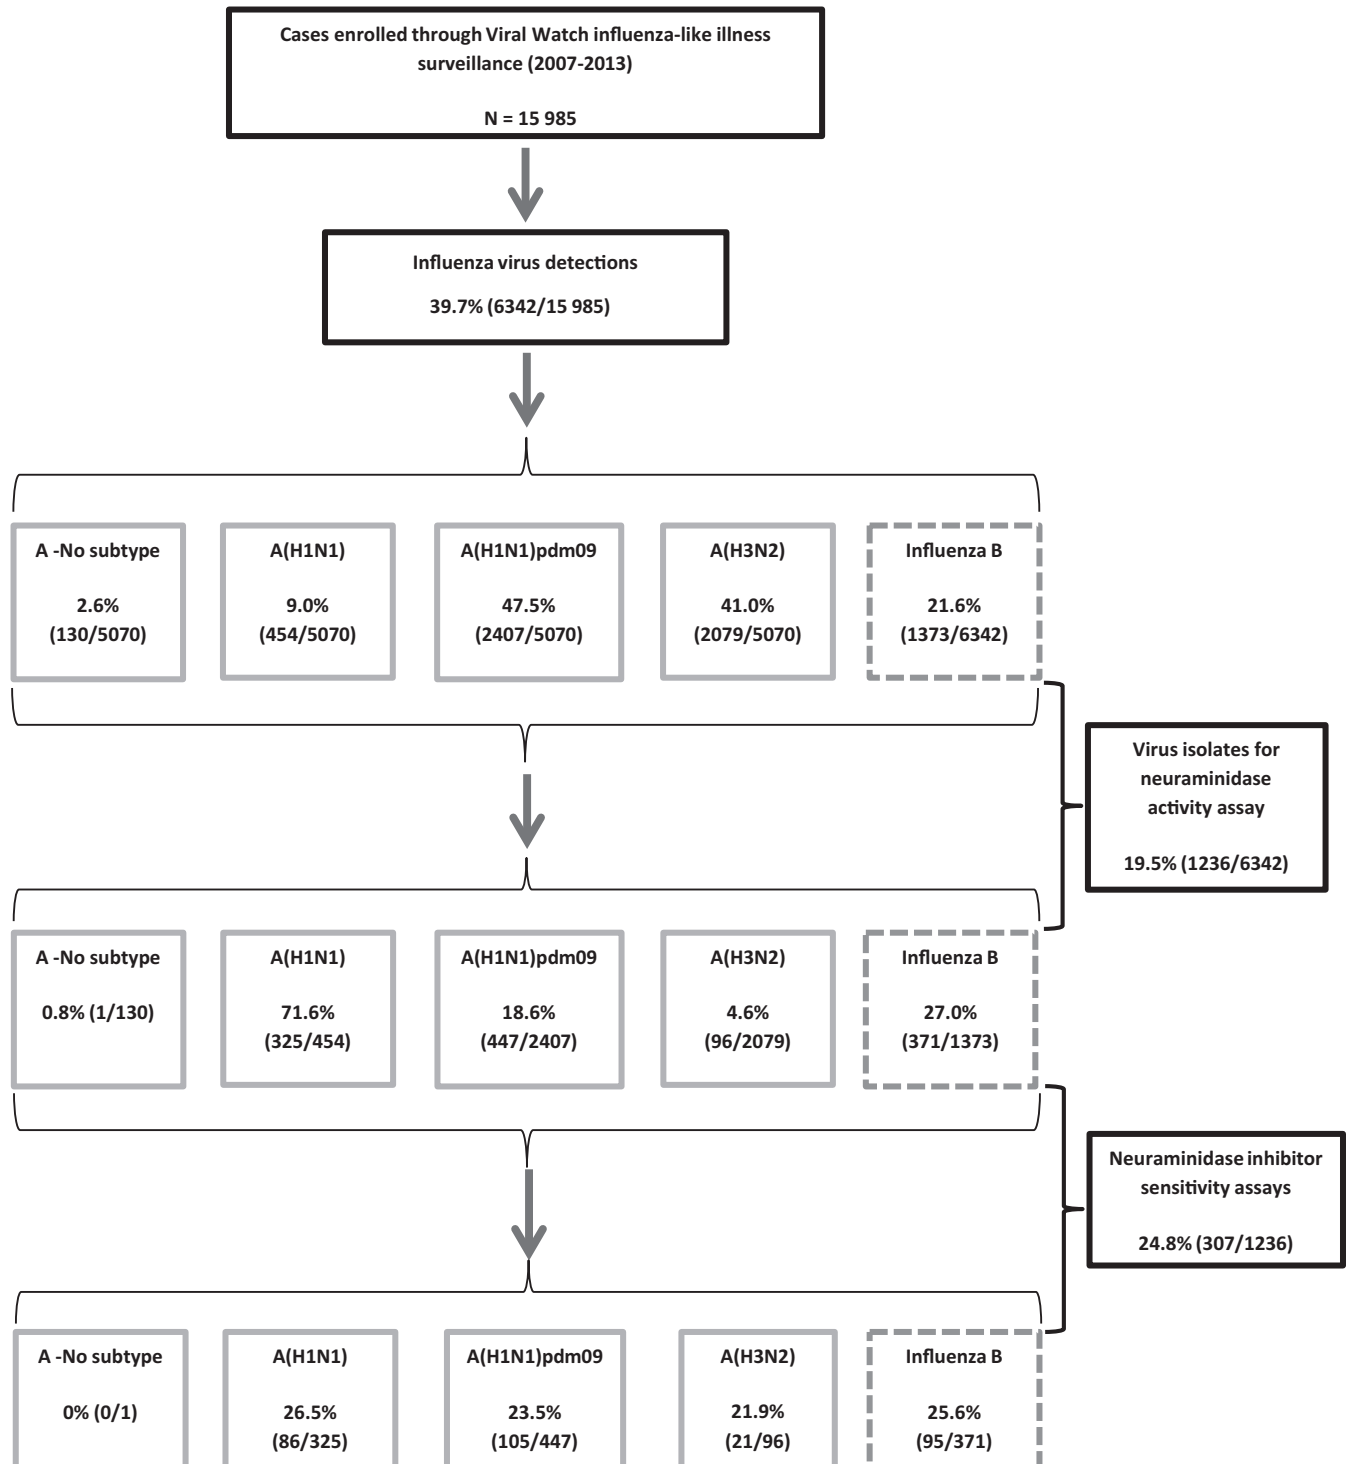 Cases enrolled through Viral Watch influenza-like illness
surveillance (2007-2013)
N = 15 985
Influenza virus detections
39.7% (6342/15 985)
A -No subtype
2.6%
(130/5070)
A(H1N1)
9.0%
(454/5070)
A(H1N1)pdm09
47.5%
(2407/5070)
A(H3N2)
41.0%
(2079/5070)
Influenza B
21.6%
(1373/6342)
Virus isolates for
neuraminidase
activity assay
19.5% (1236/6342)
A -No subtype
0.8% (1/130)
A(H1N1)
71.6%
(325/454)
A(H1N1)pdm09
18.6%
(447/2407)
A(H3N2)
4.6%
(96/2079)
Influenza B
27.0%
(371/1373)
Neuraminidase inhibitor
sensitivity assays
24.8% (307/1236)
A -No subtype
0% (0/1)
A(H1N1)
26.5%
(86/325)
A(H1N1)pdm09
23.5%
(105/447)
A(H3N2)
21.9%
(21/96)
Influenza B
25.6%
(95/371)